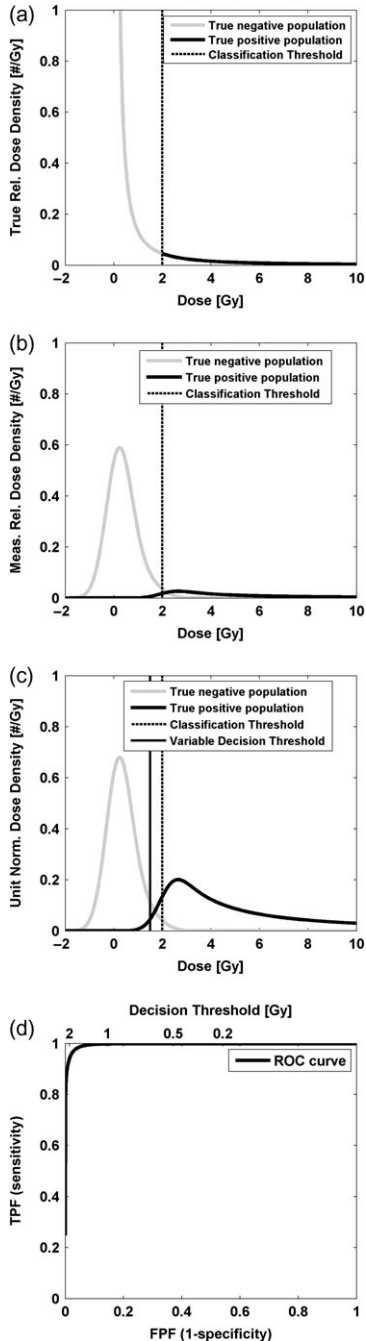 (a)
True negative population
True positive population
Classification Threshold
True Rel. Dose Density [#/Gy]
1
0.8
0.6
0.4
0.2
0
−2 0 2 4 6 8 10
Dose [Gy]
(b)
True negative population
True positive population
Classification Threshold
Meas. Rel. Dose Density [#/Gy]
1
0.8
0.6
0.4
0.2
0
−2 0 2 4 6 8 10
Dose [Gy]
(c)
True negative population
True positive population
Classification Threshold
Variable Decision Threshold
Unit Norm. Dose Density [#/Gy]
1
0.8
0.6
0.4
0.2
0
−2 0 2 4 6 8 10
Dose [Gy]
(d)
Decision Threshold [Gy]
2 1 0.5 0.2
ROC curve
TPF (sensitivity)
1
0.8
0.6
0.4
0.2
0
0 0.2 0.4 0.6 0.8 1
FPF (1-specificity)